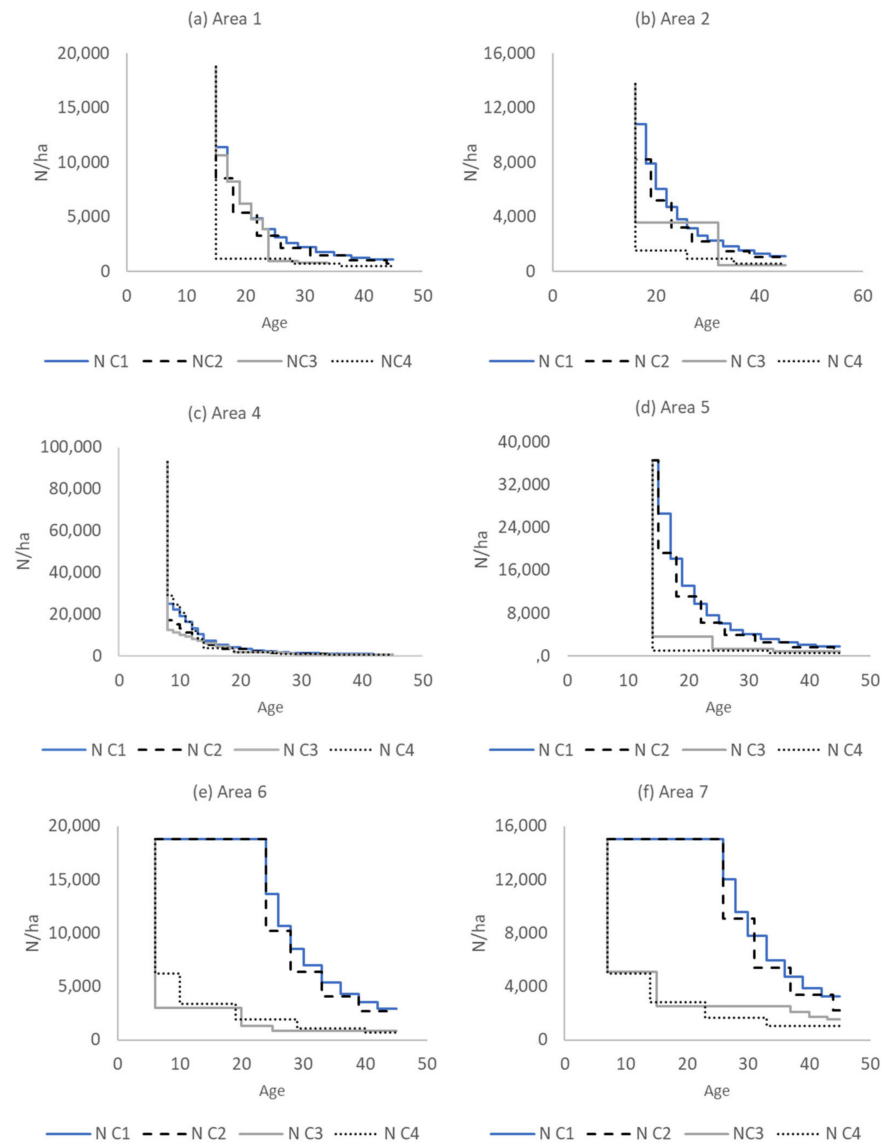 (a) Area 1
20,000
15,000
10,000
5,000
0
N/ha
0 10 20 30 40 50
Age
N C1 NC2 NC3 NC4
(b) Area 2
16,000
12,000
8,000
4,000
0
N/ha
0 20 40 60
Age
N C1 N C2 N C3 N C4
(c) Area 4
100,000
80,000
60,000
40,000
20,000
0
N/ha
0 10 20 30 40 50
Age
N C1 N C2 N C3 N C4
(d) Area 5
40,000
32,000
24,000
16,000
8,000
,0
N/ha
0 10 20 30 40 50
Age
N C1 N C2 N C3 N C4
(e) Area 6
20,000
15,000
10,000
5,000
0
N/ha
0 10 20 30 40 50
Age
N C1 N C2 N C3 N C4
(f) Area 7
16,000
12,000
8,000
4,000
0
N/ha
0 10 20 30 40 50
Age
N C1 N C2 NC3 N C4